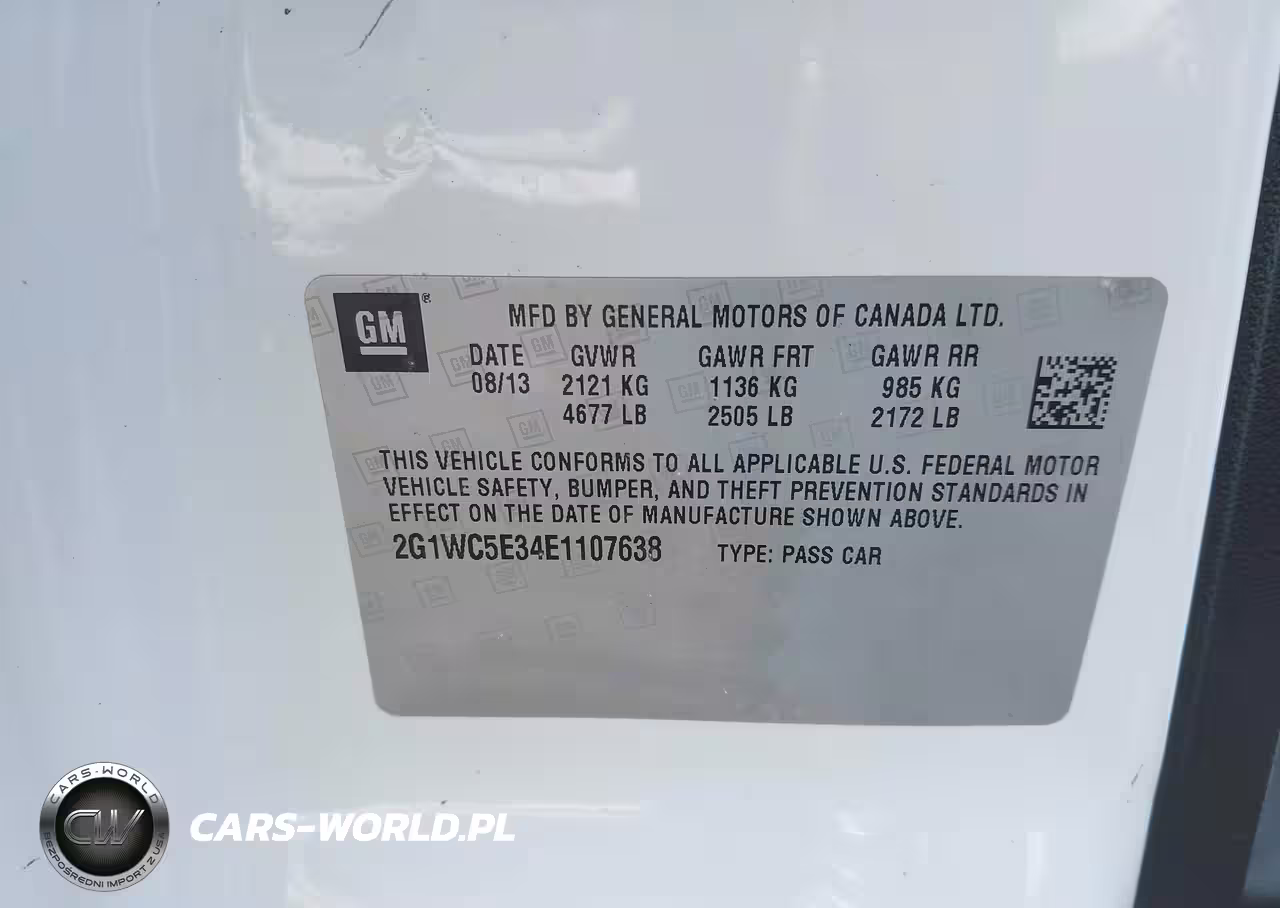 GM®
MFD BY GENERAL MOTORS OF CANADA LTD.
DATE GVWR GAWR FRT GAWR RR
08/13 2121 KG 1136 KG 985 KG
4677 LB 2505 LB 2172 LB
THIS VEHICLE CONFORMS TO ALL APPLICABLE U.S. FEDERAL MOTOR
VEHICLE SAFETY, BUMPER, AND THEFT PREVENTION STANDARDS IN
EFFECT ON THE DATE OF MANUFACTURE SHOWN ABOVE.
2G1WC5E34E1107638 TYPE: PASS CAR
CARS-WORLD
CW
BEZPOŚREDNI IMPORT Z USA
CARS-WORLD.PL